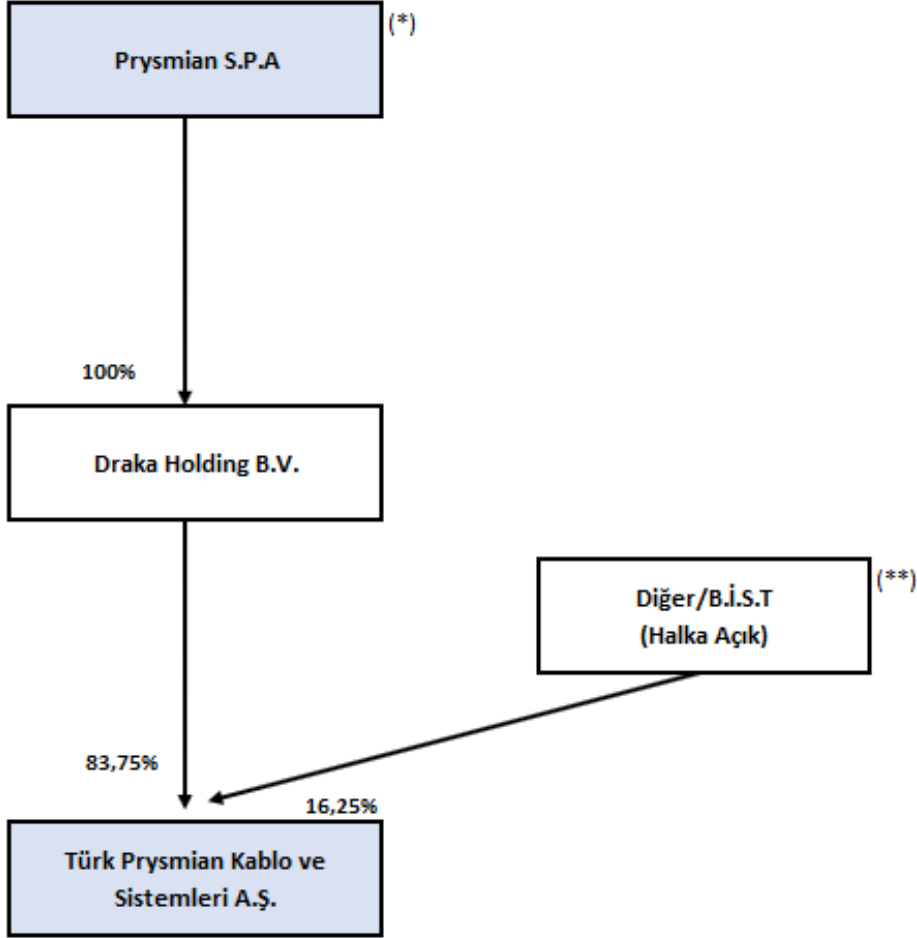 Prysmian S.P.A
(*)
100%
Draka Holding B.V.
Diğer/B.İ.S.T
(Halka Açık)
(**)
83,75%
16,25%
Türk Prysmian Kablo ve
Sistemleri A.Ş.